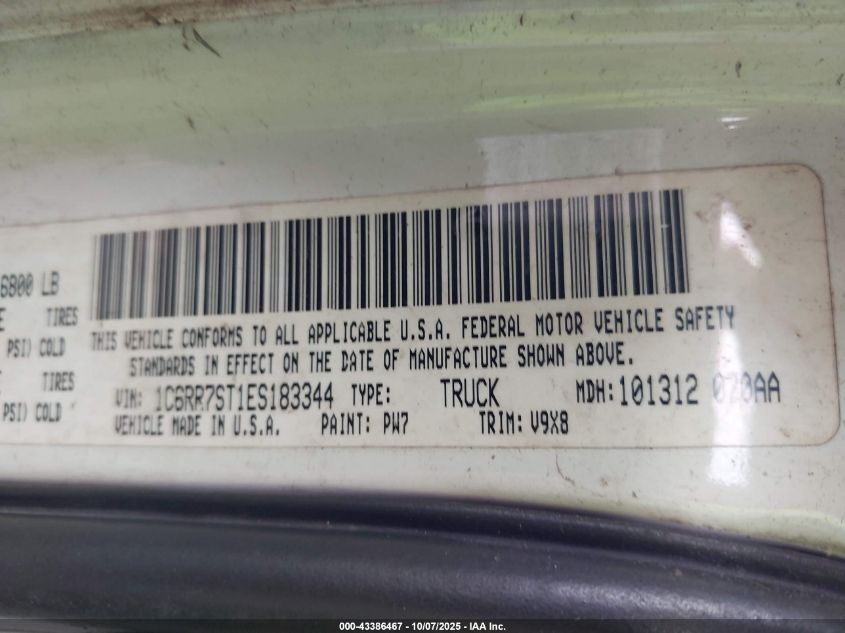 6800 LB
E TIRES
PSI) COLD
E TIRES
PSI) COLD
THIS VEHICLE CONFORMS TO ALL APPLICABLE U.S.A. FEDERAL MOTOR VEHICLE SAFETY
STANDARDS IN EFFECT ON THE DATE OF MANUFACTURE SHOWN ABOVE.
VIN: 1C6RR7ST1ES183344 TYPE: TRUCK MDH: 101312 070AA
VEHICLE MADE IN U.S.A. PAINT: PW7 TRIM: V9X8
000-43386467 - 10/07/2025 - IAA Inc.